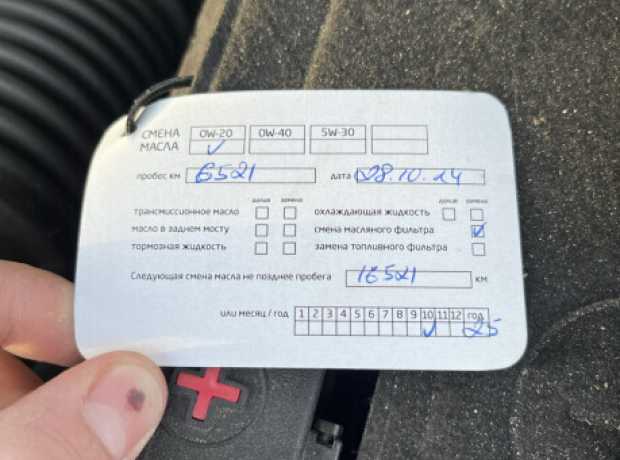 СМЕНА МАСЛА 0W-20 0W-40 5W-30
✓
пробег км 6521 дата 28.10.24
долив замена долив замена
трансмиссионное масло охлаждающая жидкость
масло в заднем мосту смена масляного фильтра ✓
тормозная жидкость замена топливного фильтра
Следующая смена масла не позднее пробега 16521 км
или месяц / год 1 2 3 4 5 6 7 8 9 10 11 12 год
✓ 25